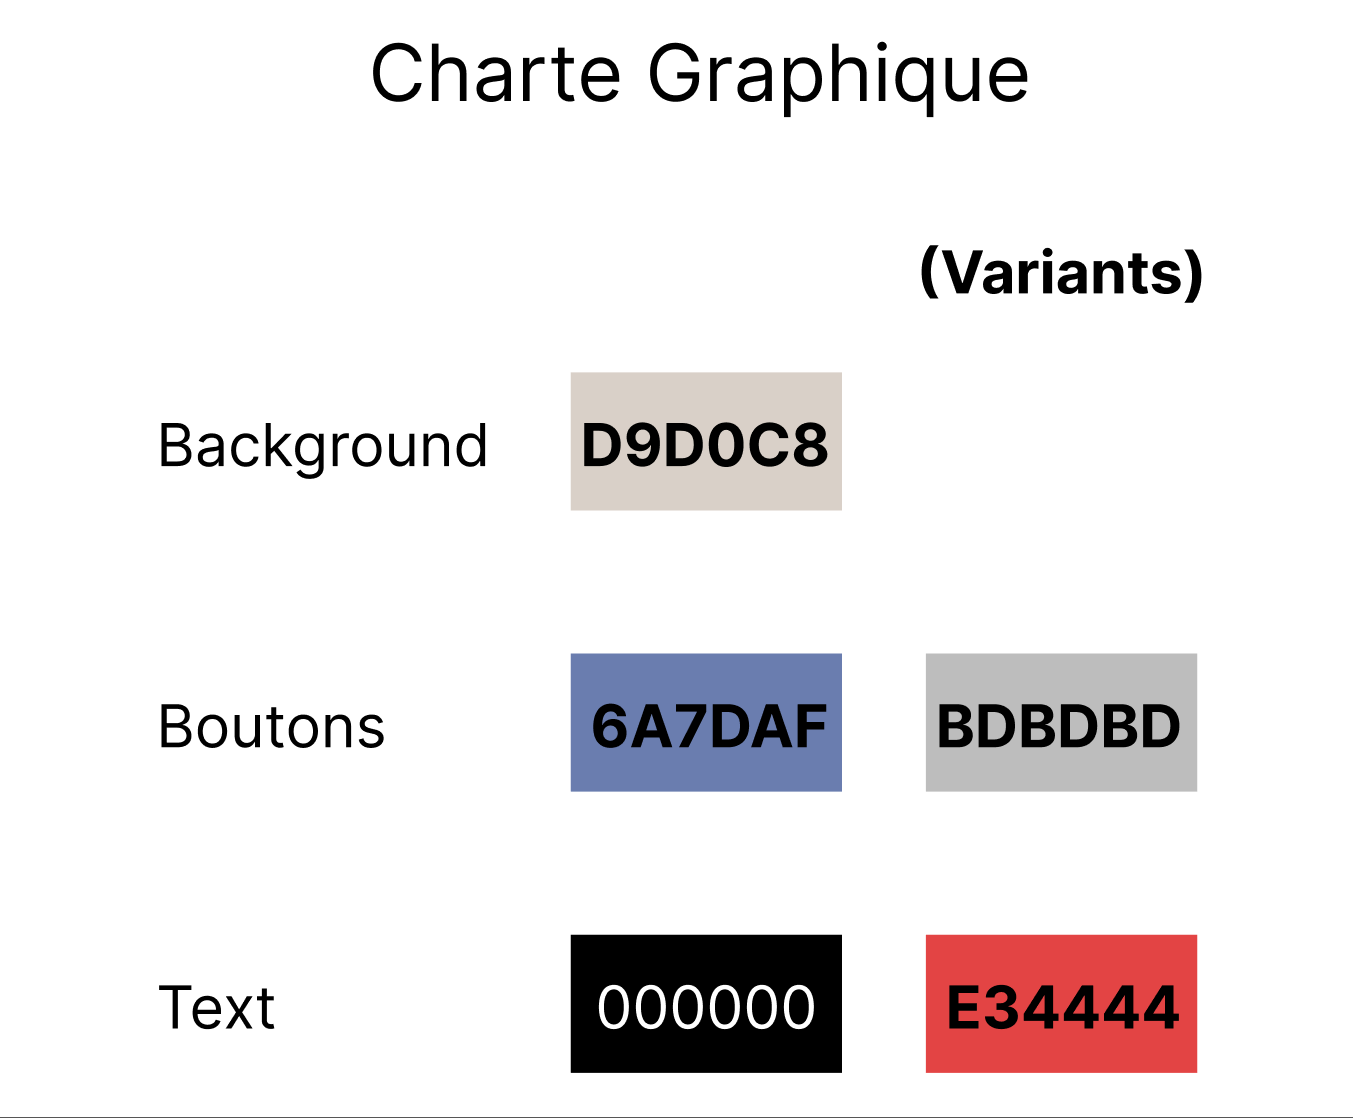 Charte Graphique
(Variants)
Background D9D0C8
Boutons 6A7DAF BDBDBD
Text 000000 E34444